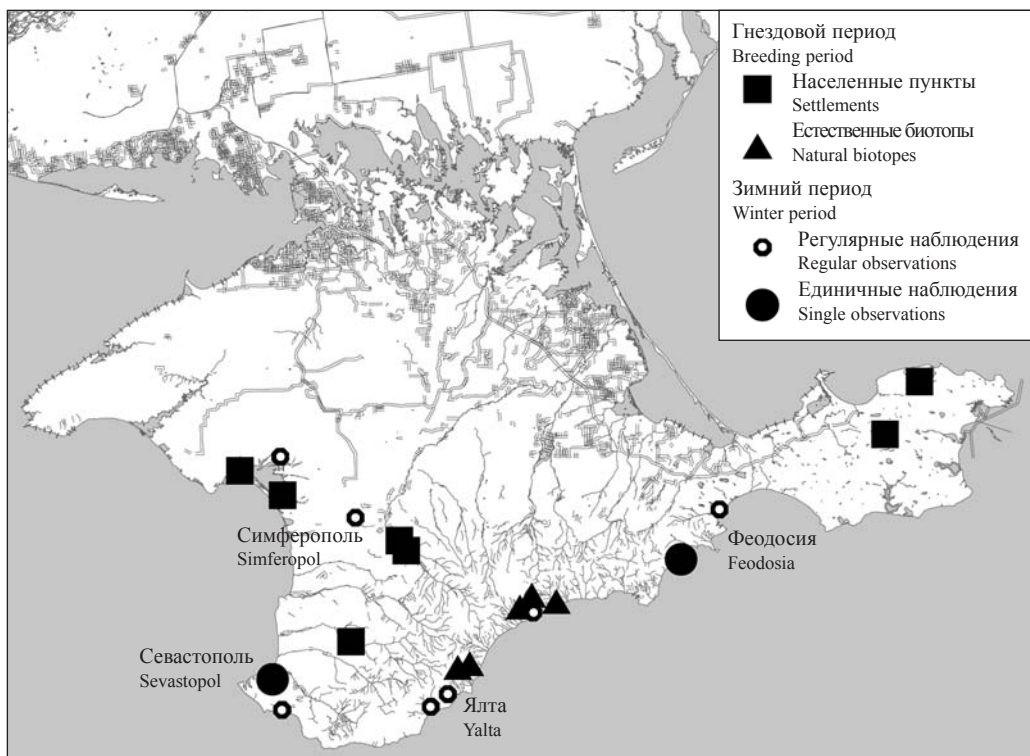 Гнездовой период
Breeding period
Населенные пункты
Settlements
Естественные биотопы
Natural biotopes
Зимний период
Winter period
Регулярные наблюдения
Regular observations
Единичные наблюдения
Single observations
Симферополь
Simferopol
Феодосия
Feodosia
Севастополь
Sevastopol
Ялта
Yalta